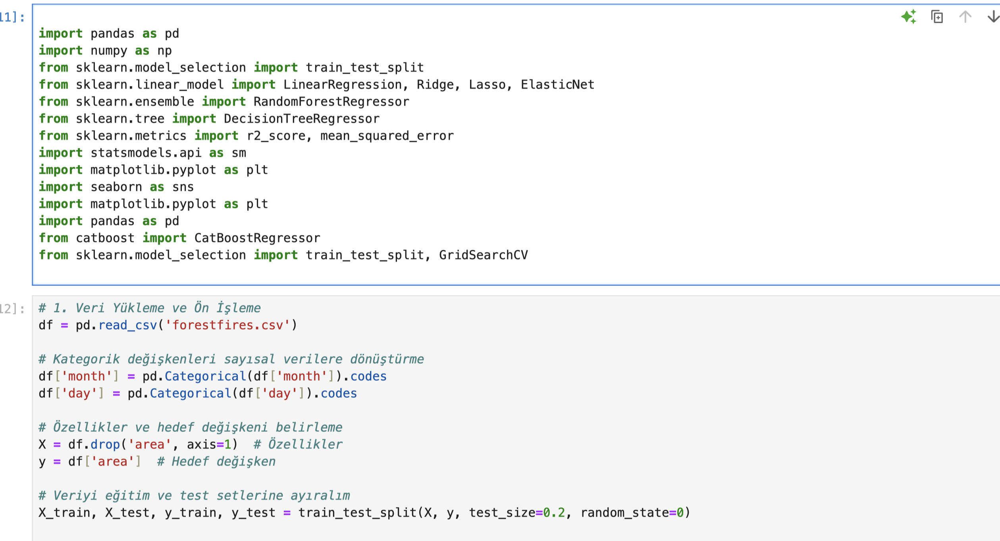 11]:
import pandas as pd
import numpy as np
from sklearn.model_selection import train_test_split
from sklearn.linear_model import LinearRegression, Ridge, Lasso, ElasticNet
from sklearn.ensemble import RandomForestRegressor
from sklearn.tree import DecisionTreeRegressor
from sklearn.metrics import r2_score, mean_squared_error
import statsmodels.api as sm
import matplotlib.pyplot as plt
import seaborn as sns
import matplotlib.pyplot as plt
import pandas as pd
from catboost import CatBoostRegressor
from sklearn.model_selection import train_test_split, GridSearchCV
12]:
# 1. Veri Yükleme ve Ön İşleme
df = pd.read_csv('forestfires.csv')
# Kategorik değişkenleri sayısal verilere dönüştürme
df['month'] = pd.Categorical(df['month']).codes
df['day'] = pd.Categorical(df['day']).codes
# Özellikler ve hedef değişkeni belirleme
X = df.drop('area', axis=1)  # Özellikler
y = df['area']  # Hedef değişken
# Veriyi eğitim ve test setlerine ayıralım
X_train, X_test, y_train, y_test = train_test_split(X, y, test_size=0.2, random_state=0)